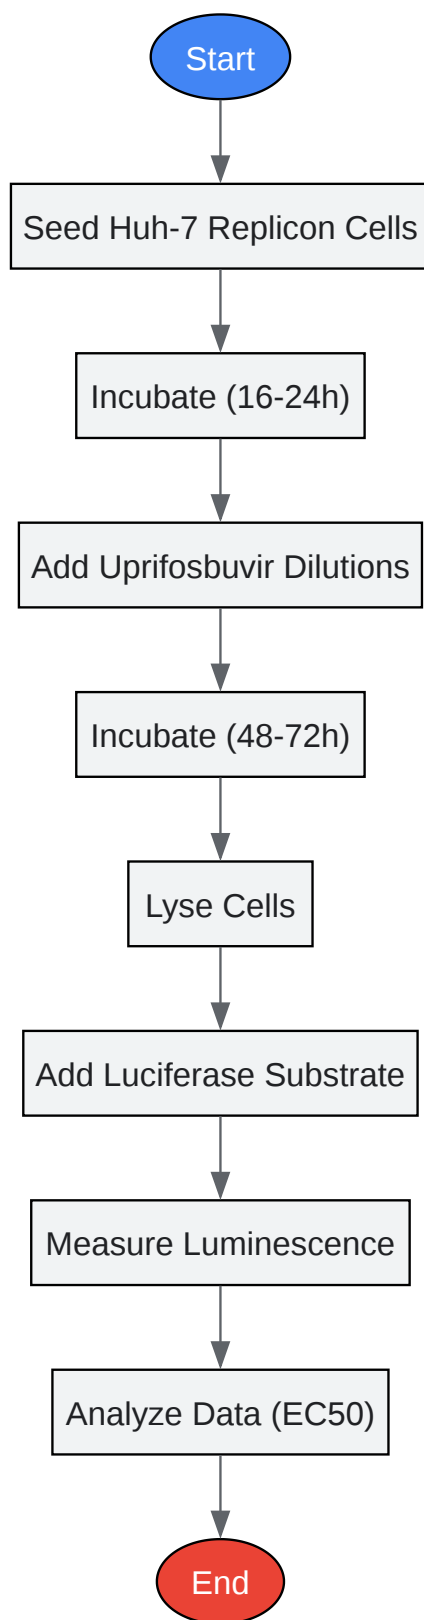 Start
Seed Huh-7 Replicon Cells
Incubate (16-24h)
Add Uprifosbuvir Dilutions
Incubate (48-72h)
Lyse Cells
Add Luciferase Substrate
Measure Luminescence
Analyze Data (EC50)
End